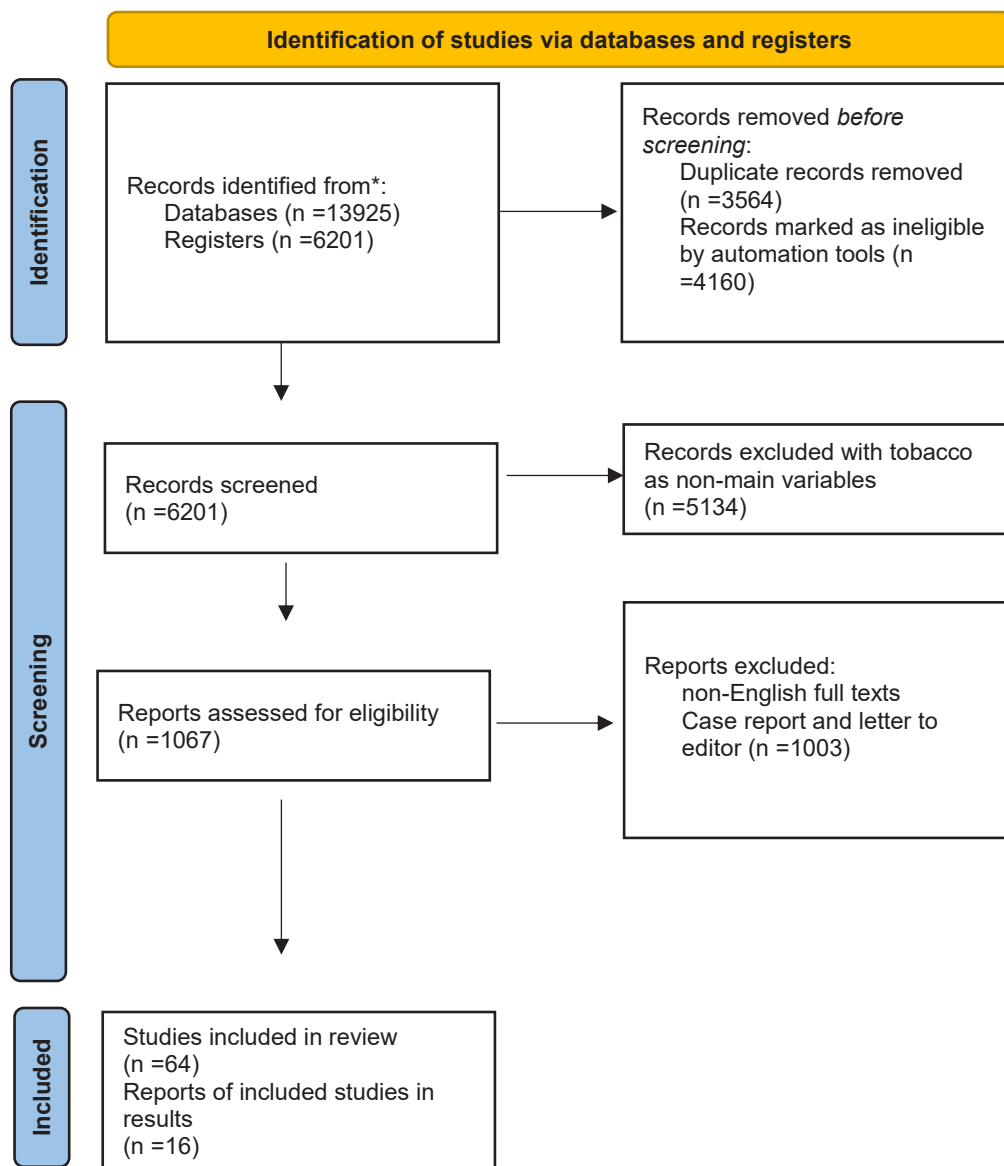 Identification of studies via databases and registers
Identification
Records identified from*:
Databases (n =13925)
Registers (n =6201)
Records removed before
screening:
Duplicate records removed
(n =3564)
Records marked as ineligible
by automation tools (n
=4160)
Screening
Records screened
(n =6201)
Records excluded with tobacco
as non-main variables
(n =5134)
Reports assessed for eligibility
(n =1067)
Reports excluded:
non-English full texts
Case report and letter to
editor (n =1003)
Included
Studies included in review
(n =64)
Reports of included studies in
results
(n =16)